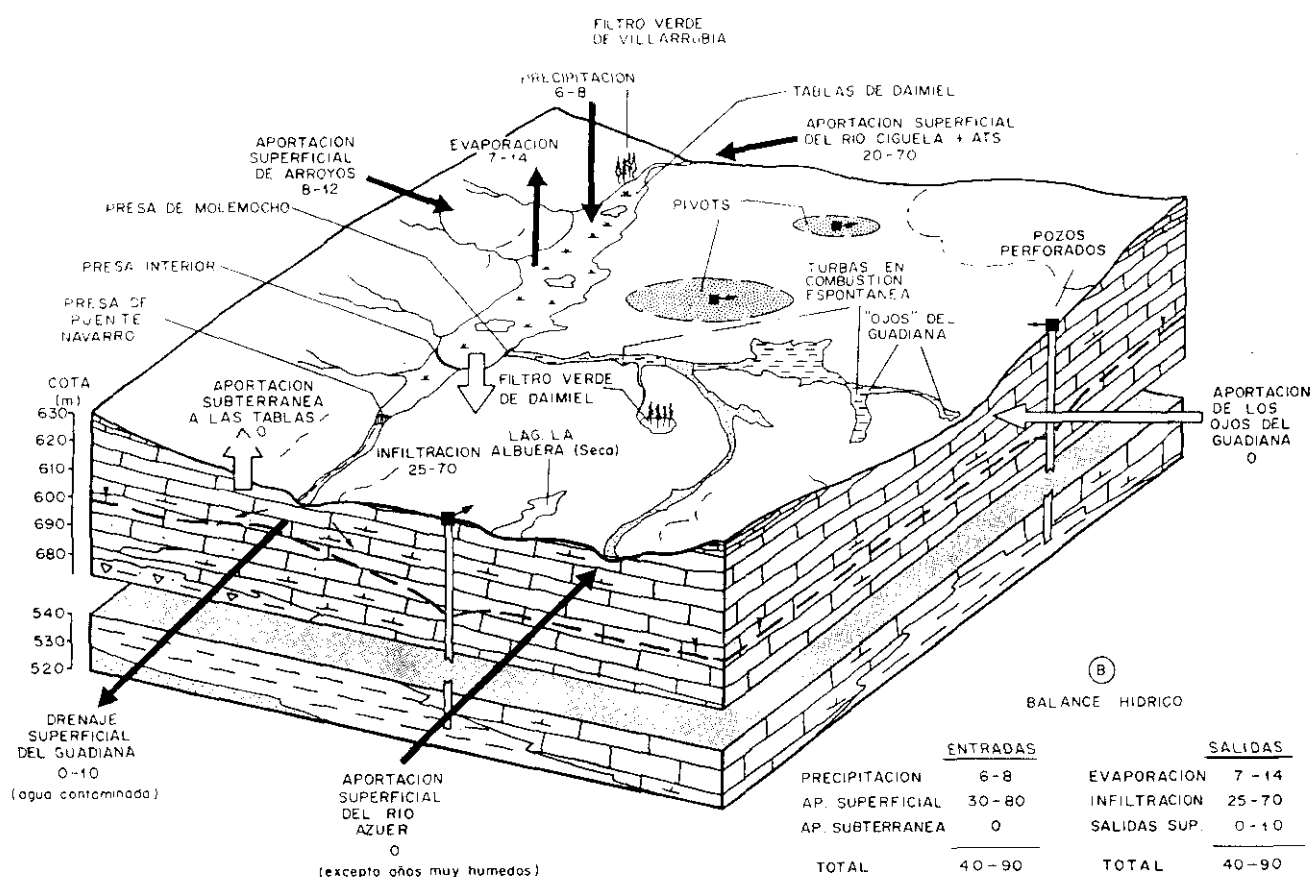 FILTRO VERDE
DE VILLARRUBIA
PRECIPITACION
6-8
TABLAS DE DAIMIEL
APORTACION
SUPERFICIAL
DE ARROYOS
8-12
EVAPORACION
7-14
APORTACION SUPERFICIAL
DEL RIO CIGUELA + ATS
20-70
PRESA DE MOLEMOCHO
PIVOTS
POZOS
PERFORADOS
PRESA INTERIOR
TURBAS EN
COMBUSTION
ESPONTANEA
PRESA DE
PUENTE
NAVARRO
"OJOS" DEL
GUADIANA
COTA
(m)
APORTACION
SUBTERRANEA
A LAS TABLAS
0
FILTRO VERDE
DE DAIMIEL
APORTACION
DE LOS
OJOS DEL
GUADIANA
0
630
620
610
600
690
680
540
530
520
INFILTRACION
25-70
LAG. LA
ALBUERA (Seca)
DRENAJE
SUPERFICIAL
DEL GUADIANA
0-10
(agua contaminada)
APORTACION
SUPERFICIAL
DEL RIO
AZUER
0
(excepto años muy humedos)
B
BALANCE HIDRICO
ENTRADAS SALIDAS
PRECIPITACION 6-8 EVAPORACION 7-14
AP. SUPERFICIAL 30-80 INFILTRACION 25-70
AP. SUBTERRANEA 0 SALIDAS SUP. 0-10
TOTAL 40-90 TOTAL 40-90